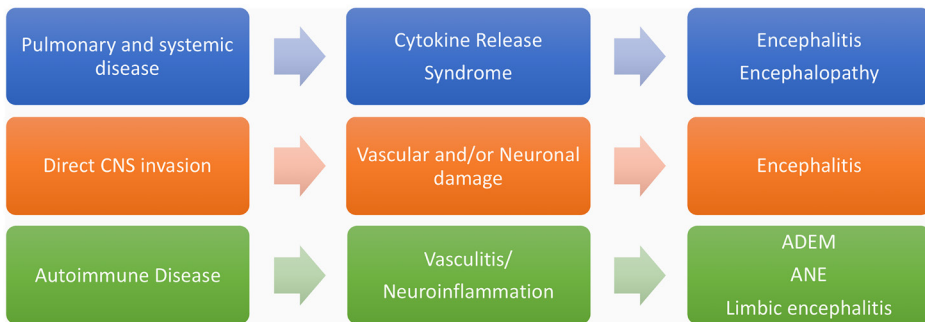 Pulmonary and systemic
disease
Cytokine Release
Syndrome
Encephalitis
Encephalopathy
Direct CNS invasion
Vascular and/or Neuronal
damage
Encephalitis
Autoimmune Disease
Vasculitis/
Neuroinflammation
ADEM
ANE
Limbic encephalitis